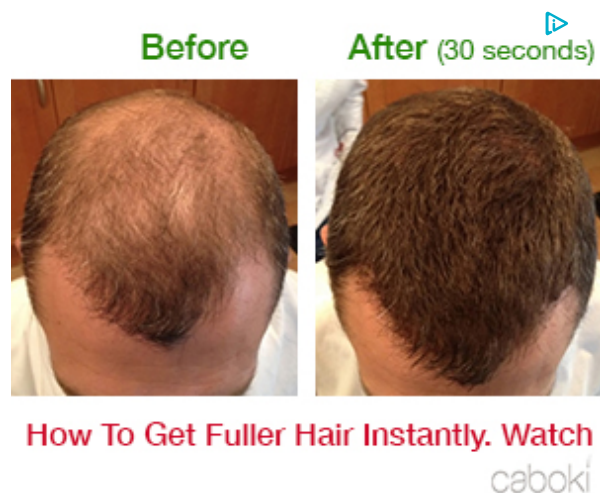 Before
After (30 seconds)
How To Get Fuller Hair Instantly. Watch
caboki